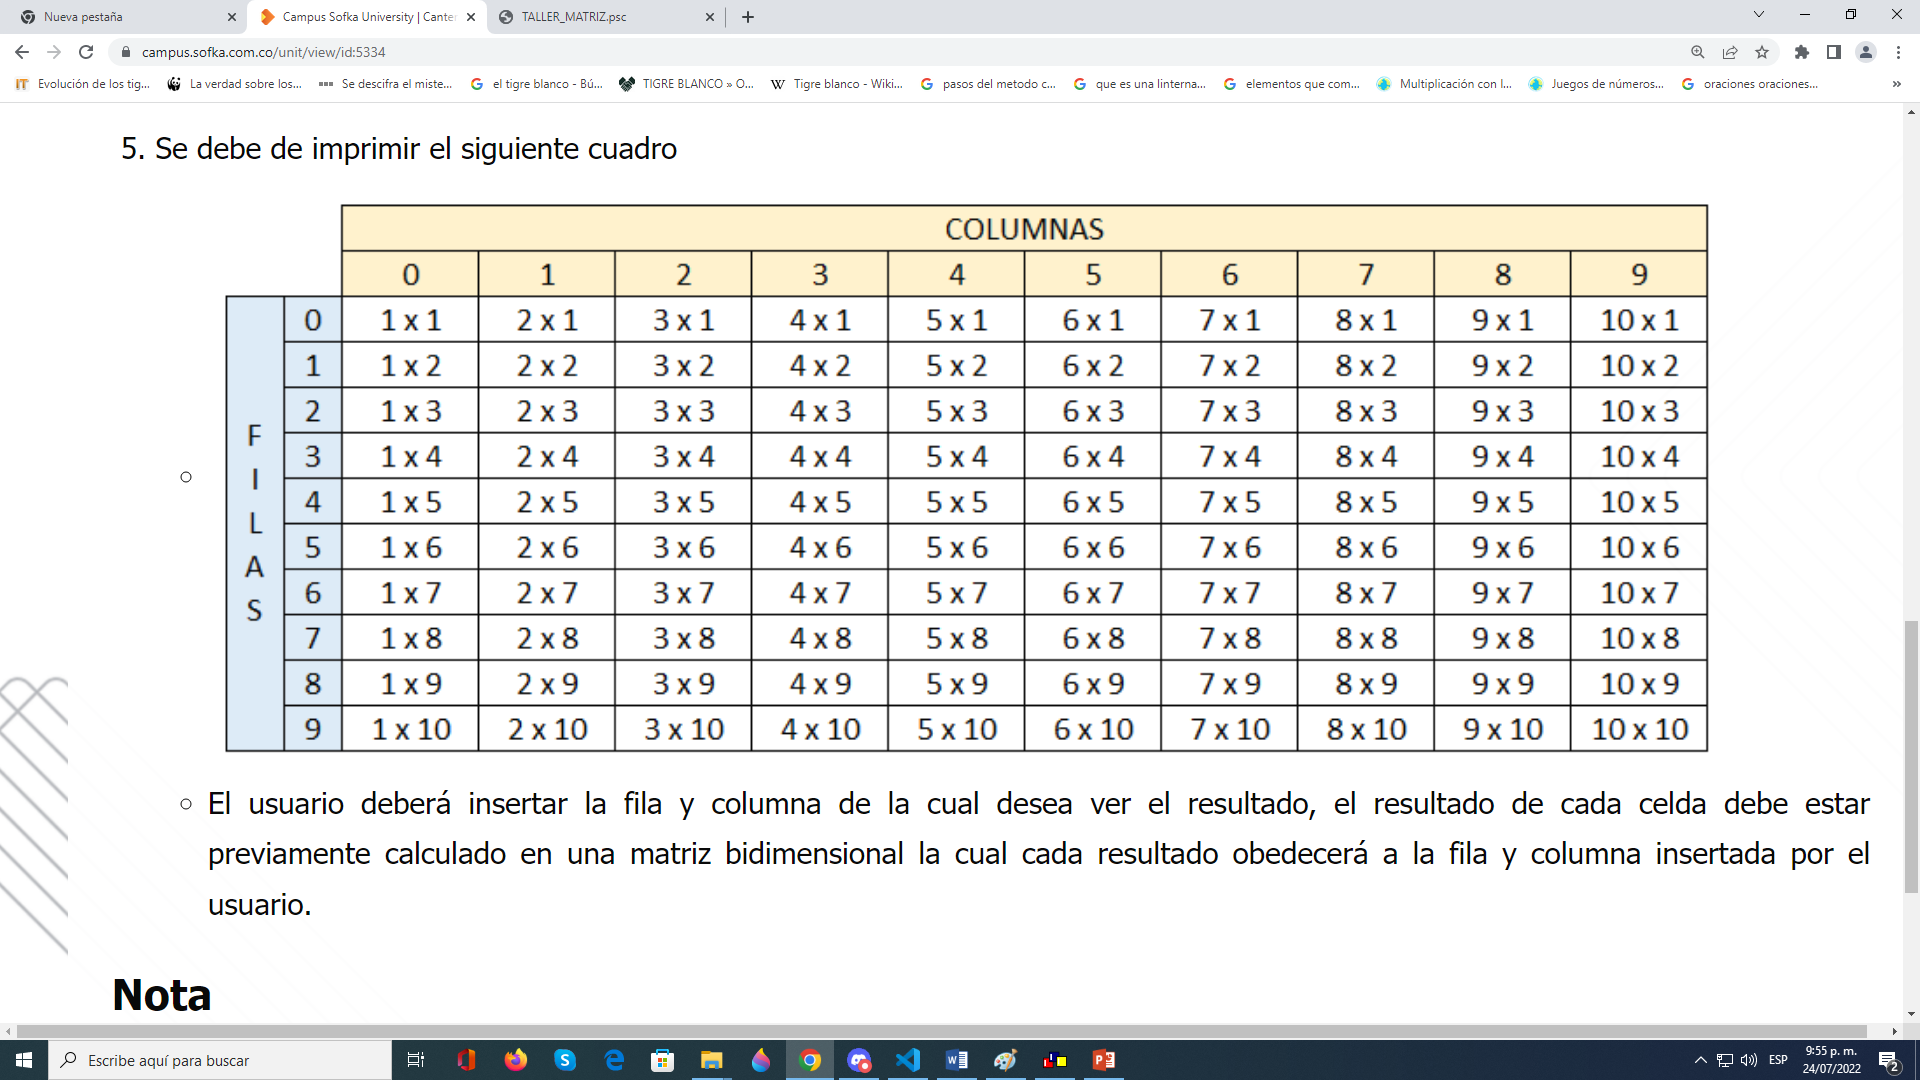 Nueva pestaña
Campus Sofka University | Canter
TALLER_MATRIZ.psc
campus.sofka.com.co/unit/view/id:5334
Evolución de los tig...
La verdad sobre los...
Se descifra el miste...
el tigre blanco - Bú...
TIGRE BLANCO » O...
Tigre blanco - Wiki...
pasos del metodo c...
que es una linterna...
elementos que com...
Multiplicación con l...
Juegos de números...
oraciones oraciones...
5. Se debe de imprimir el siguiente cuadro
COLUMNAS
0 1 2 3 4 5 6 7 8 9
FILAS
0 1 x 1 2 x 1 3 x 1 4 x 1 5 x 1 6 x 1 7 x 1 8 x 1 9 x 1 10 x 1
1 1 x 2 2 x 2 3 x 2 4 x 2 5 x 2 6 x 2 7 x 2 8 x 2 9 x 2 10 x 2
2 1 x 3 2 x 3 3 x 3 4 x 3 5 x 3 6 x 3 7 x 3 8 x 3 9 x 3 10 x 3
3 1 x 4 2 x 4 3 x 4 4 x 4 5 x 4 6 x 4 7 x 4 8 x 4 9 x 4 10 x 4
4 1 x 5 2 x 5 3 x 5 4 x 5 5 x 5 6 x 5 7 x 5 8 x 5 9 x 5 10 x 5
5 1 x 6 2 x 6 3 x 6 4 x 6 5 x 6 6 x 6 7 x 6 8 x 6 9 x 6 10 x 6
6 1 x 7 2 x 7 3 x 7 4 x 7 5 x 7 6 x 7 7 x 7 8 x 7 9 x 7 10 x 7
7 1 x 8 2 x 8 3 x 8 4 x 8 5 x 8 6 x 8 7 x 8 8 x 8 9 x 8 10 x 8
8 1 x 9 2 x 9 3 x 9 4 x 9 5 x 9 6 x 9 7 x 9 8 x 9 9 x 9 10 x 9
9 1 x 10 2 x 10 3 x 10 4 x 10 5 x 10 6 x 10 7 x 10 8 x 10 9 x 10 10 x 10
El usuario deberá insertar la fila y columna de la cual desea ver el resultado, el resultado de cada celda debe estar
previamente calculado en una matriz bidimensional la cual cada resultado obedecerá a la fila y columna insertada por el
usuario.
Nota
Escribe aquí para buscar
ESP
9:55 p. m.
24/07/2022
2